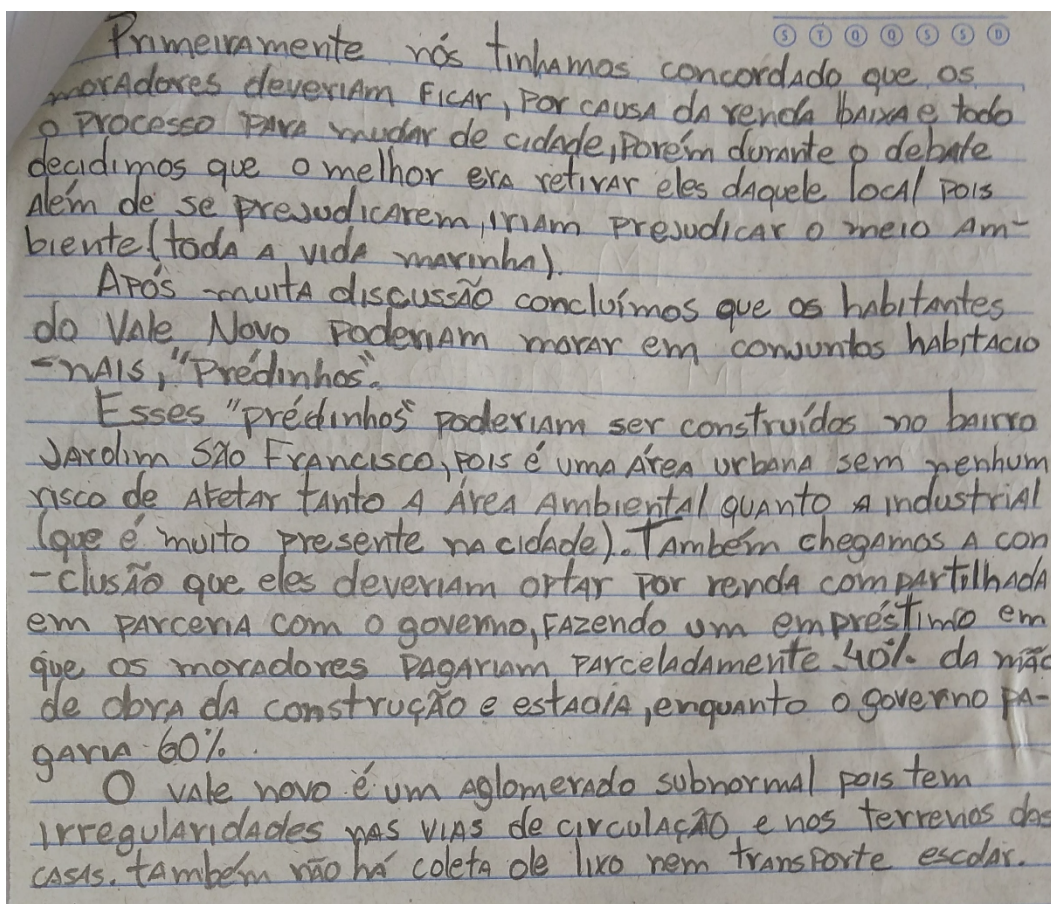 S T Q Q S S D
Primeiramente nós tinhamos concordado que os
moradores deveriam ficar, por causa da renda baixa e todo
o processo para mudar de cidade, porém durante o debate
decidimos que o melhor era retirar eles daquele local pois
além de se prejudicarem, iriam prejudicar o meio am-
biente (toda a vida marinha).
Após muita discussão concluímos que os habitantes
do Vale Novo poderiam morar em conjuntos habitacio
-nais, "Prédinhos".
Esses "prédinhos" poderiam ser construídos no bairro
Jardim São Francisco, pois é uma área urbana sem nenhum
risco de afetar tanto a área ambiental quanto a industrial
(que é muito presente na cidade). Também chegamos a con
-clusão que eles deveriam optar por renda compartilhada
em parceria com o governo, fazendo um empréstimo em
que os moradores pagariam parceladamente 40% da mão
de obra da construção e estadia, enquanto o governo pa-
garia 60%.
O vale novo é um aglomerado subnormal pois tem
irregularidades nas vias de circulação e nos terrenos das
casas. também não há coleta de lixo nem transporte escolar.